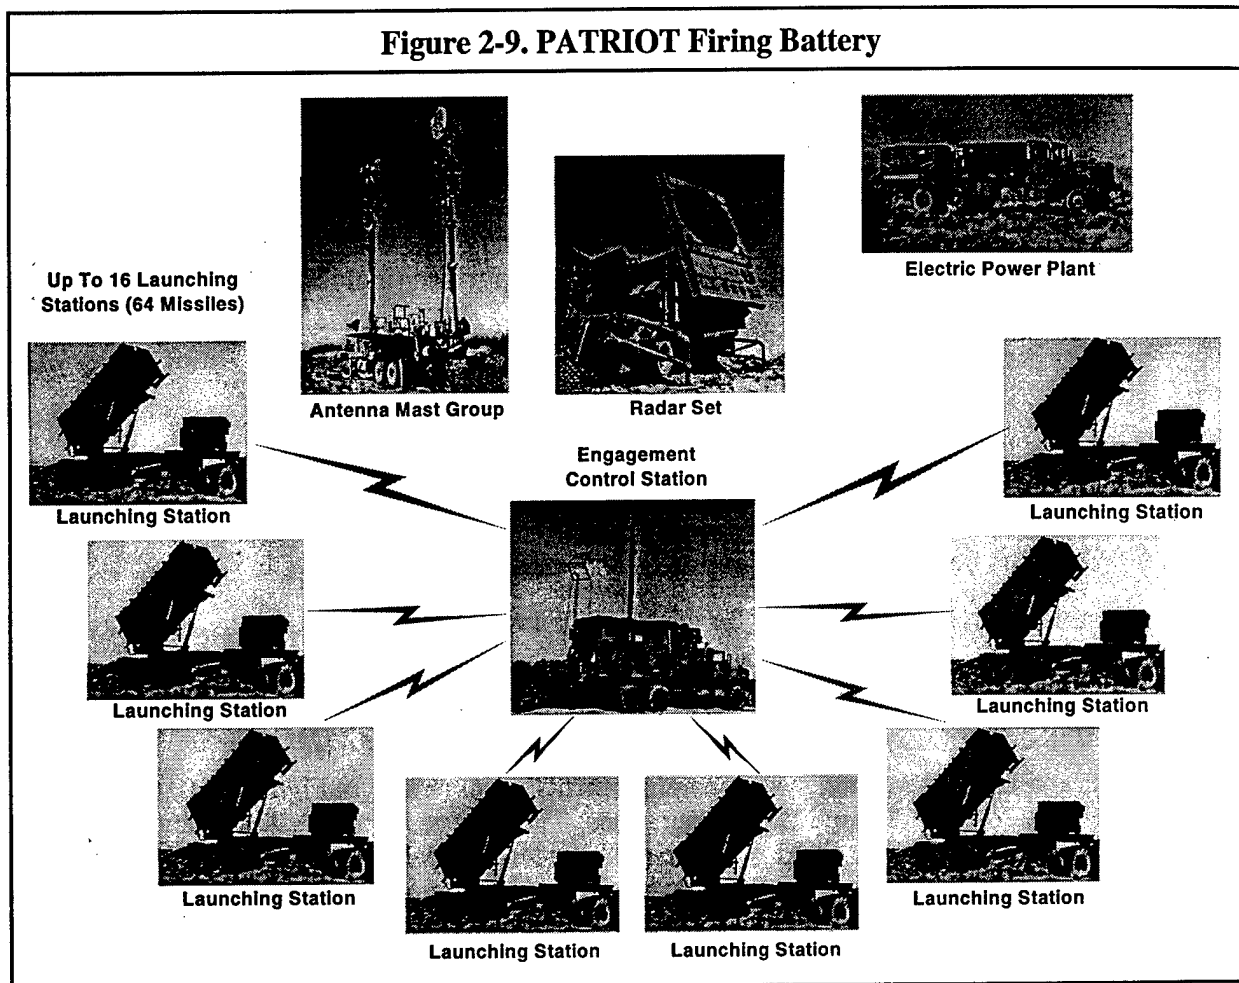 Figure 2-9. PATRIOT Firing Battery
Up To 16 Launching
Stations (64 Missiles)
Antenna Mast Group
Radar Set
Electric Power Plant
Engagement
Control Station
Launching Station
Launching Station
Launching Station
Launching Station
Launching Station
Launching Station
Launching Station
Launching Station